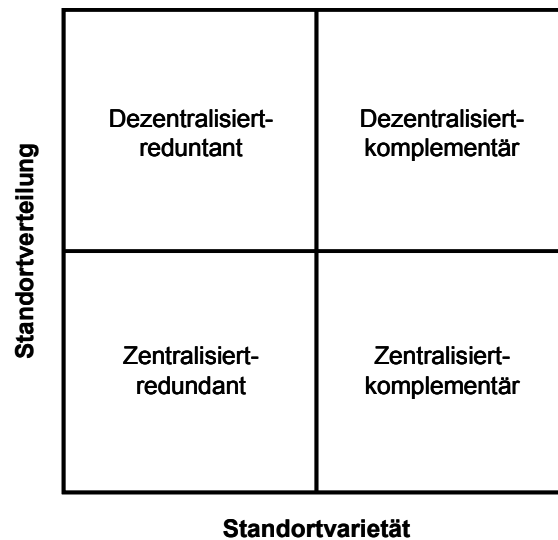 Dezentralisiert-
reduntant
Dezentralisiert-
komplementär
Standortverteilung
Zentralisiert-
redundant
Zentralisiert-
komplementär
Standortvarietät